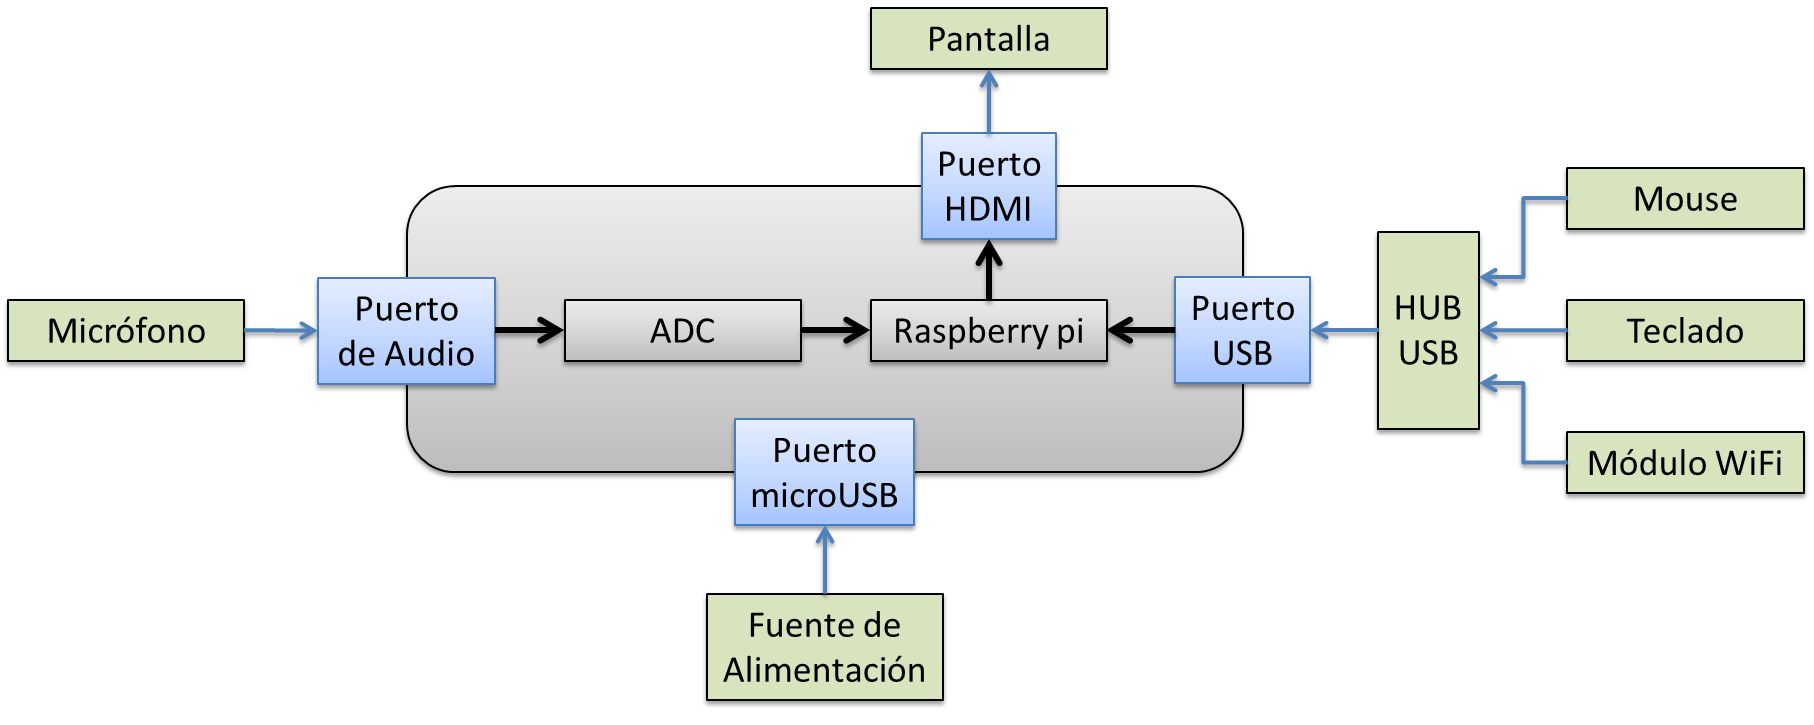 Pantalla
Puerto
HDMI
Mouse
Micrófono
Puerto
de Audio
ADC
Raspberry pi
Puerto
USB
HUB
USB
Teclado
Puerto
microUSB
Módulo WiFi
Fuente de
Alimentación